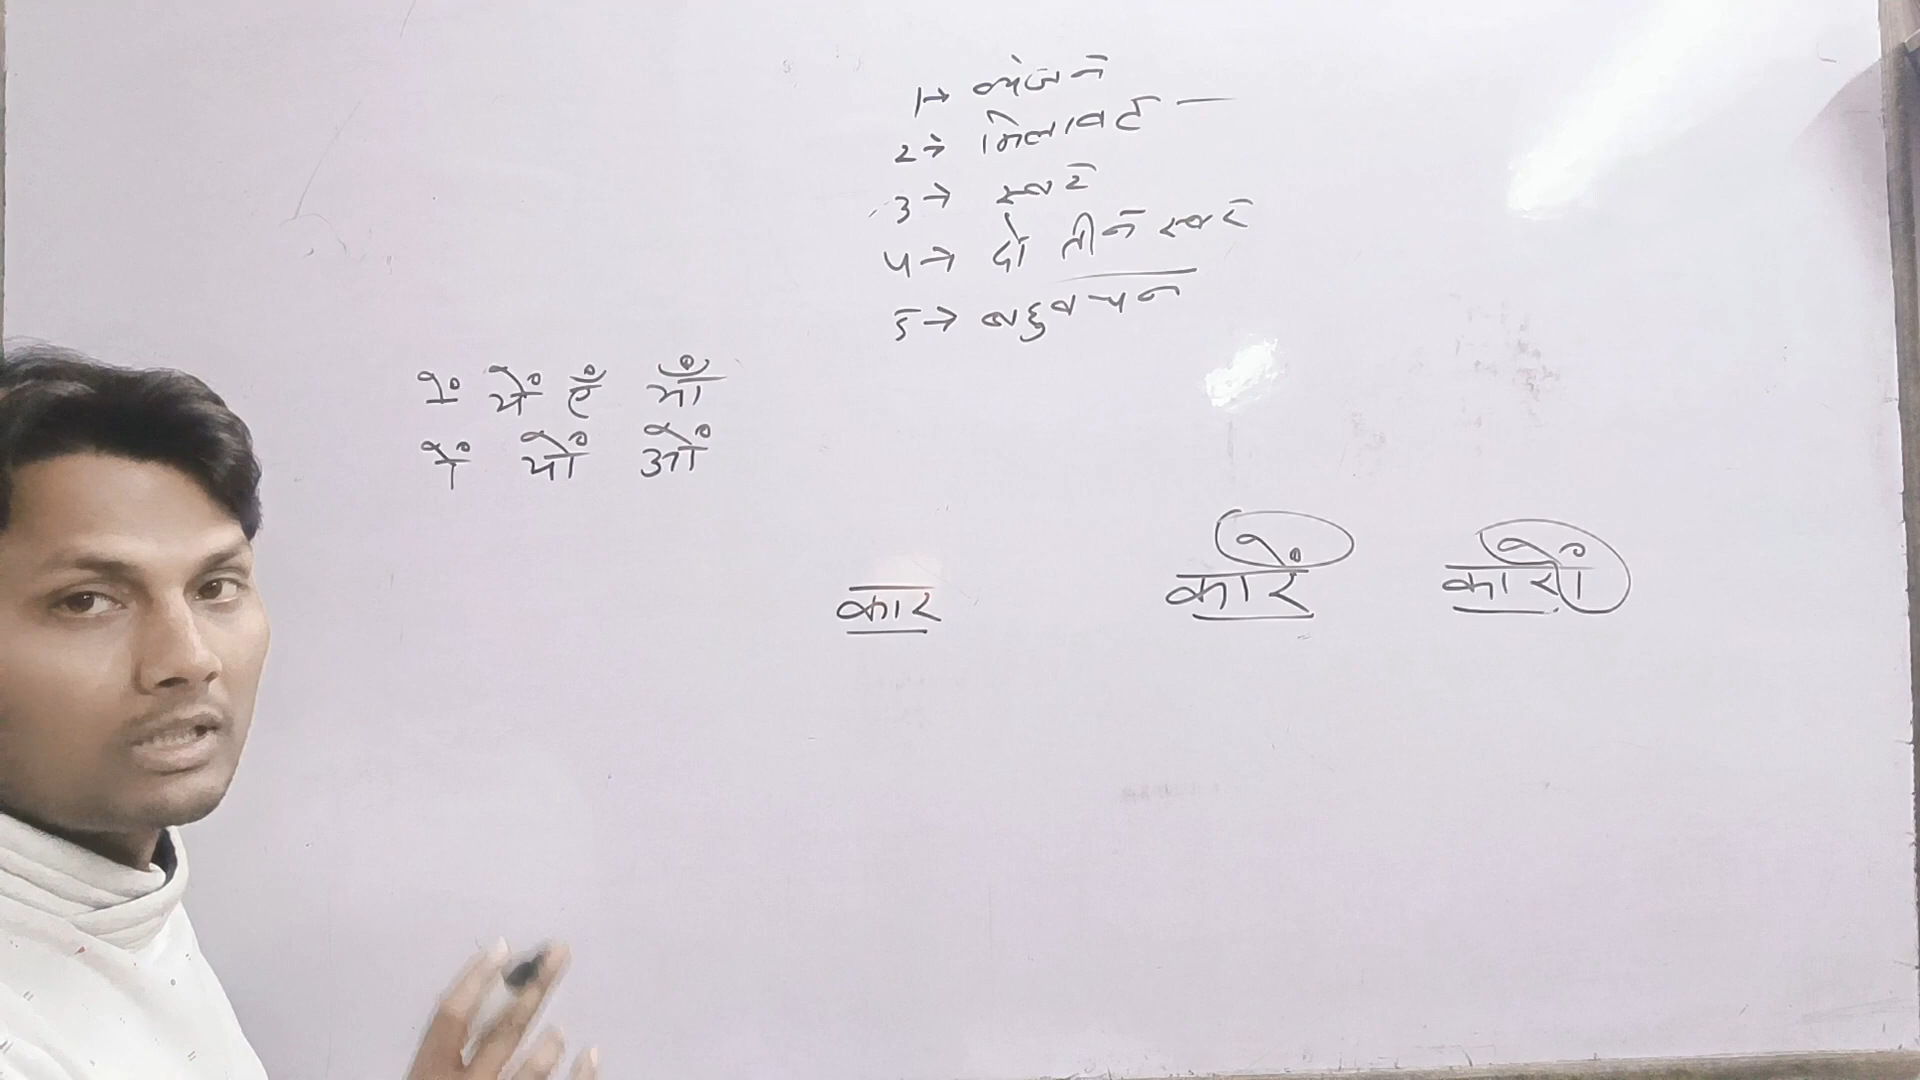 1→ व्यंजन
2→ मिलावट —
3→ स्वर
4→ दो तीन स्वर
5→ बहुवचन
ें यें एँ याँ
ों यों ओं
कार कारें कारों